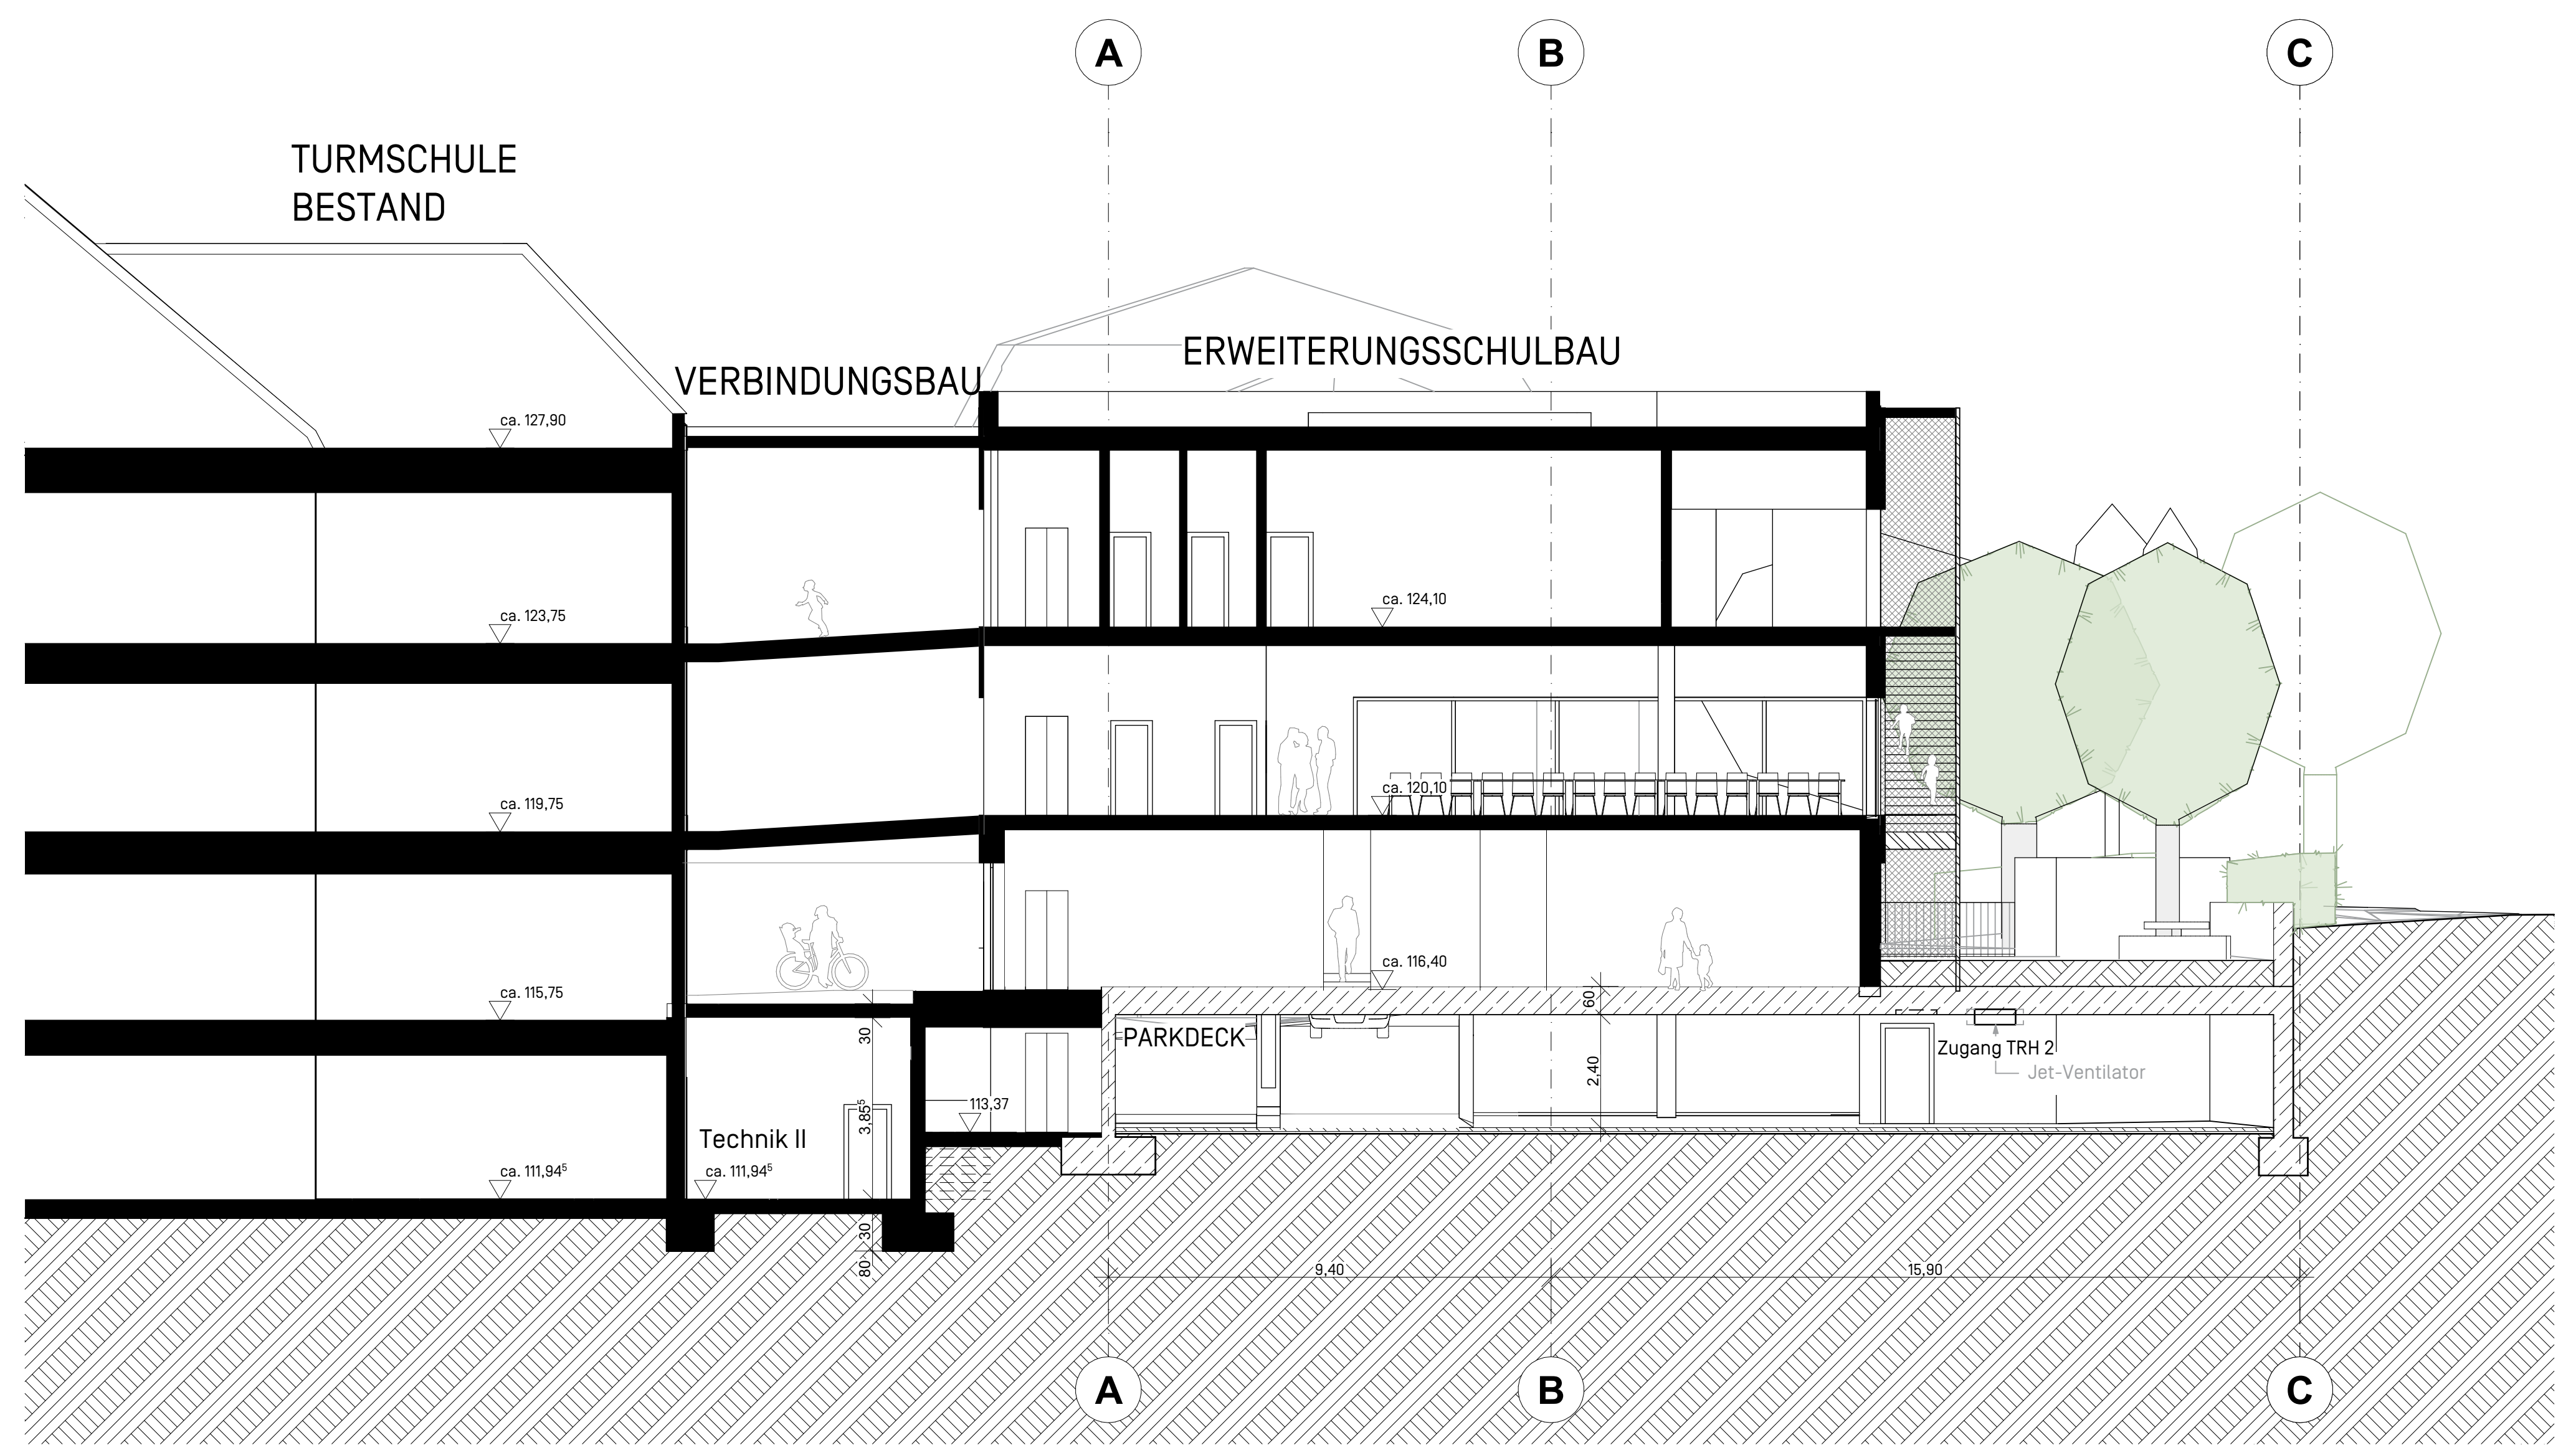 A
B
C
TURMSCHULE
BESTAND
ERWEITERUNGSSCHULBAU
VERBINDUNGSBAU
ca. 127,90
ca. 123,75
ca. 124,10
ca. 119,75
ca. 120,10
ca. 115,75
ca. 116,40
60
30
PARKDECK
Zugang TRH 2
2,40
Jet-Ventilator
3,85⁵
113,37
Technik II
ca. 111,94⁵
ca. 111,94⁵
30
80
9,40
15,90
A
B
C